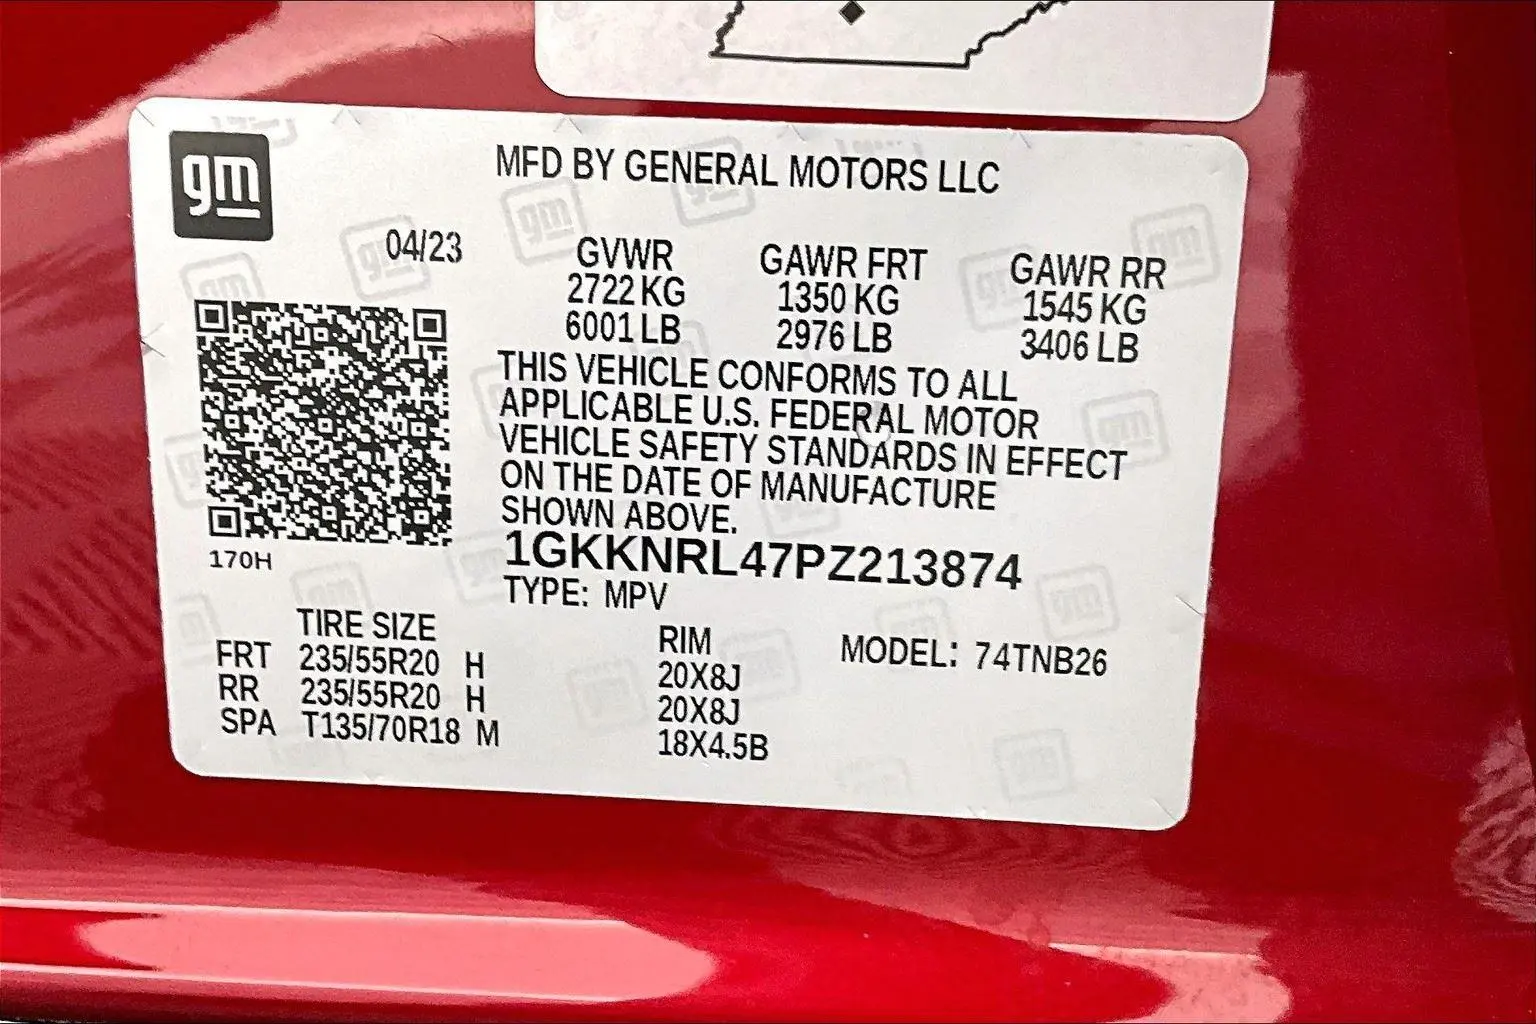 gm
MFD BY GENERAL MOTORS LLC
04/23
GVWR GAWR FRT GAWR RR
2722 KG 1350 KG 1545 KG
6001 LB 2976 LB 3406 LB
THIS VEHICLE CONFORMS TO ALL
APPLICABLE U.S. FEDERAL MOTOR
VEHICLE SAFETY STANDARDS IN EFFECT
ON THE DATE OF MANUFACTURE
SHOWN ABOVE.
170H
1GKKNRL47PZ213874
TYPE: MPV
TIRE SIZE RIM MODEL: 74TNB26
FRT 235/55R20 H 20X8J
RR 235/55R20 H 20X8J
SPA T135/70R18 M 18X4.5B